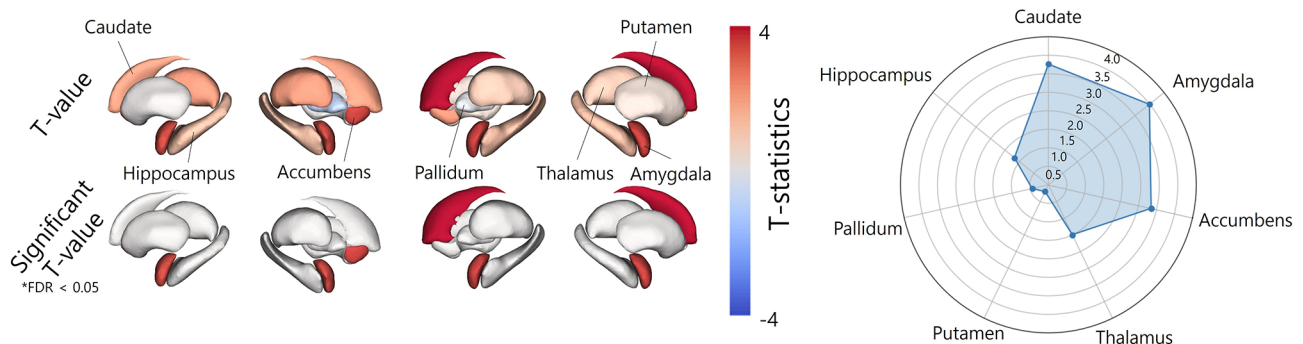 Caudate
Putamen
T-value
Hippocampus
Accumbens
Pallidum
Thalamus
Amygdala
Significant
T-value
*FDR < 0.05
4
T-statistics
-4
Caudate
Amygdala
Accumbens
Thalamus
Putamen
Pallidum
Hippocampus
4.0
3.5
3.0
2.5
2.0
1.5
1.0
0.5